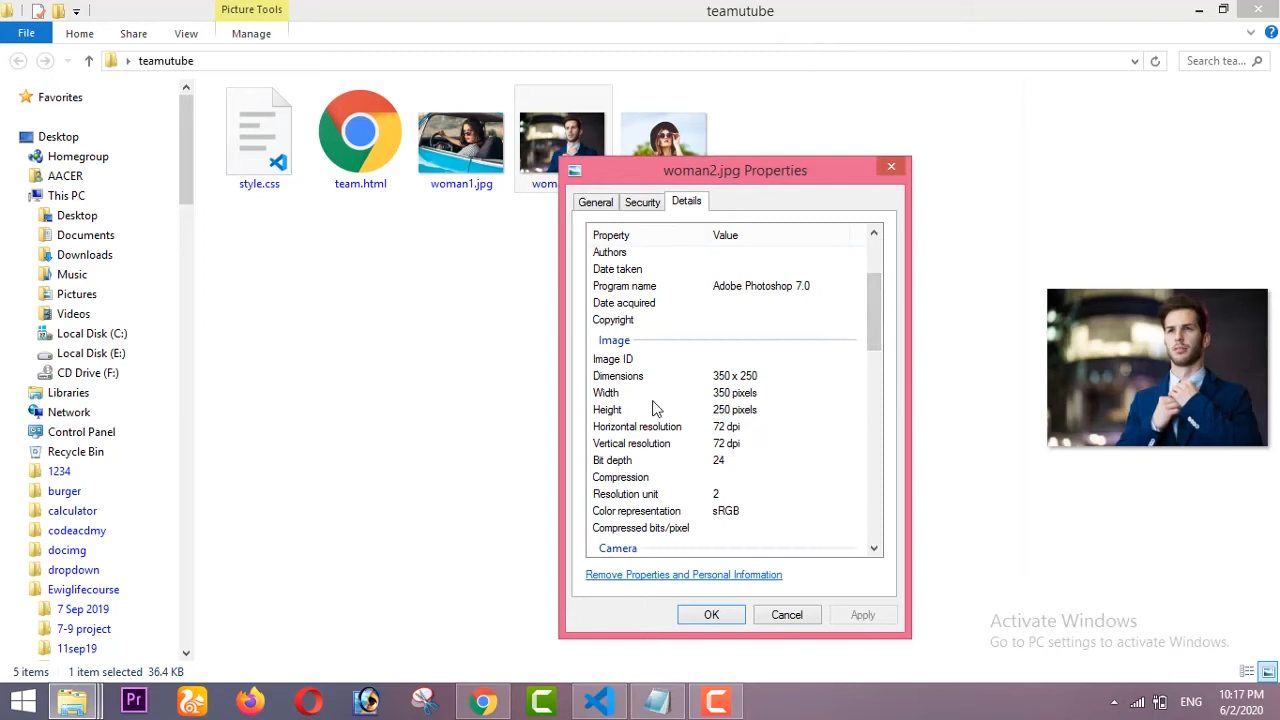 Picture Tools
teamutube
File
Home
Share
View
Manage
teamutube
Search tea...
Favorites
Desktop
Homegroup
AACER
This PC
Desktop
Documents
Downloads
Music
Pictures
Videos
Local Disk (C:)
Local Disk (E:)
CD Drive (F:)
Libraries
Network
Control Panel
Recycle Bin
1234
burger
calculator
codeacdmy
docimg
dropdown
Ewiglifecourse
7 Sep 2019
7-9 project
11sep19
style.css
team.html
woman1.jpg
wom
woman2.jpg Properties
General
Security
Details
Property Value
Authors
Date taken
Program name Adobe Photoshop 7.0
Date acquired
Copyright
Image
Image ID
Dimensions 350 x 250
Width 350 pixels
Height 250 pixels
Horizontal resolution 72 dpi
Vertical resolution 72 dpi
Bit depth 24
Compression
Resolution unit 2
Color representation sRGB
Compressed bits/pixel
Camera
Remove Properties and Personal Information
OK
Cancel
Apply
Activate Windows
Go to PC settings to activate Windows.
5 items 1 item selected 36.4 KB
Pr
ENG
10:17 PM
6/2/2020